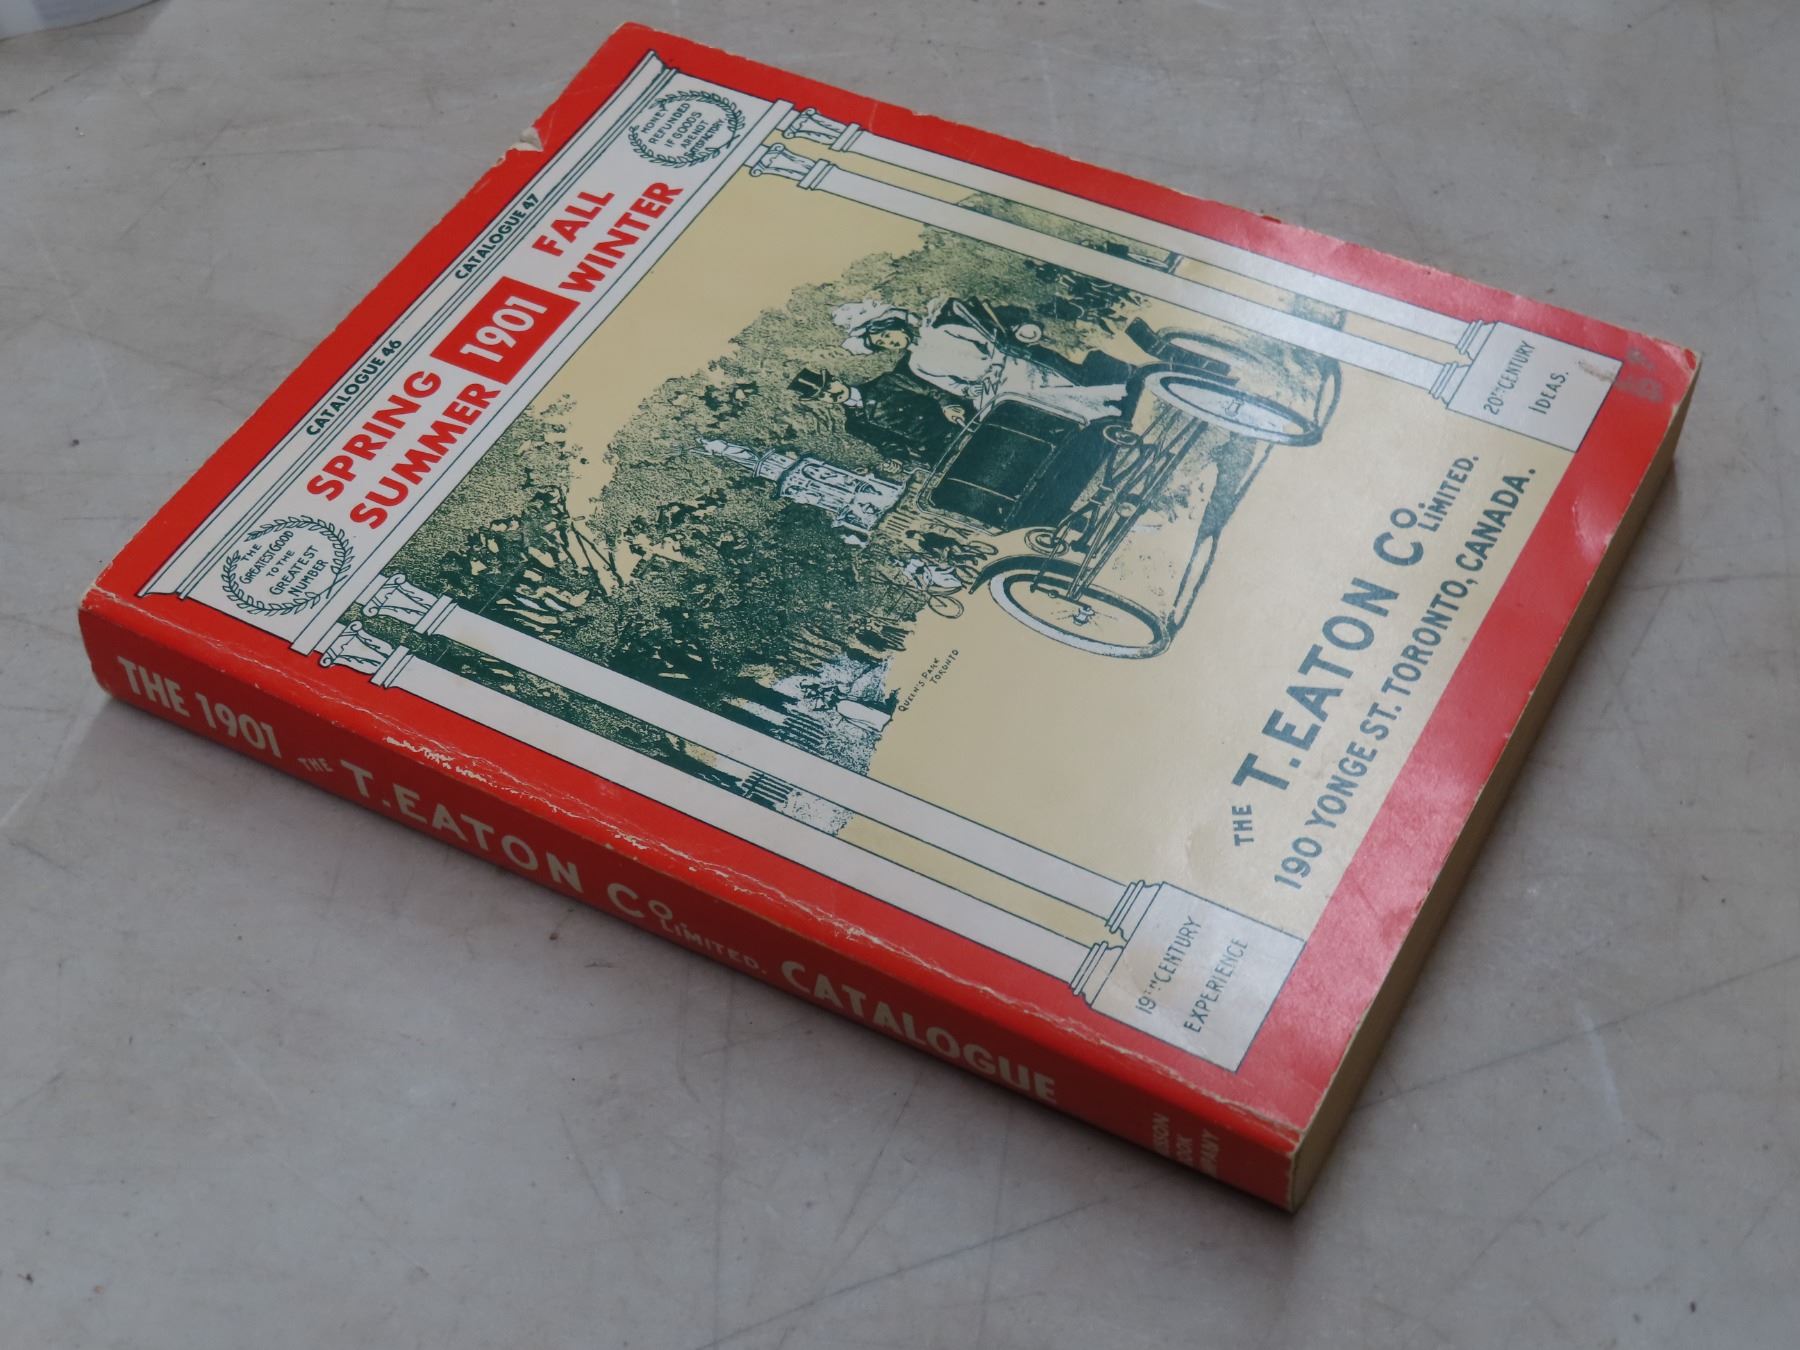 CATALOGUE 46
CATALOGUE 47
SPRING
SUMMER
1901
FALL
WINTER
THE
GREATEST GOOD
TO THE
GREATEST
NUMBER
MONEY
REFUNDED
IF GOODS
ARE NOT
SATISFACTORY
QUEEN'S PARK
TORONTO
THE T. EATON CO. LIMITED.
190 YONGE ST. TORONTO, CANADA.
19TH CENTURY
EXPERIENCE
20TH CENTURY
IDEAS.
THE 1901 THE T. EATON CO. LIMITED. CATALOGUE